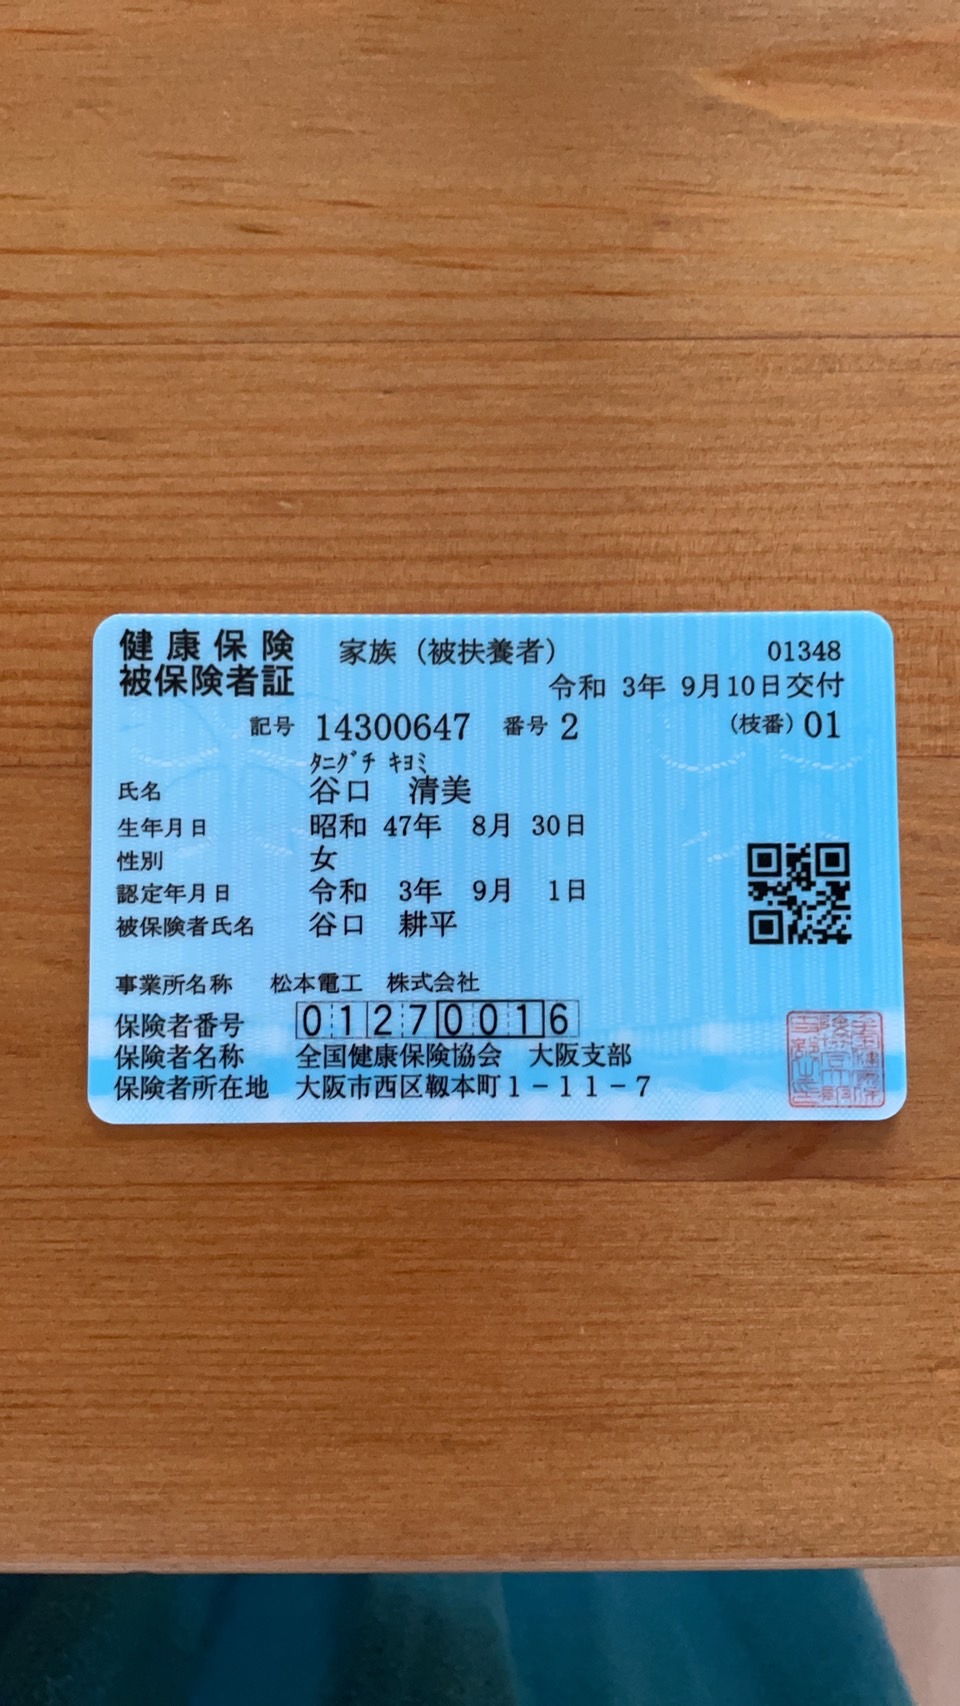 健康保険 家族（被扶養者） 01348
被保険者証 令和 3年 9月10日交付
記号 14300647 番号 2 （枝番）01
ﾀﾆｸﾞﾁ ｷﾖﾐ
氏名 谷口 清美
生年月日 昭和 47年 8月 30日
性別 女
認定年月日 令和 3年 9月 1日
被保険者氏名 谷口 耕平
事業所名称 松本電工 株式会社
保険者番号 01270016
保険者名称 全国健康保険協会 大阪支部
保険者所在地 大阪市西区靱本町1－11－7